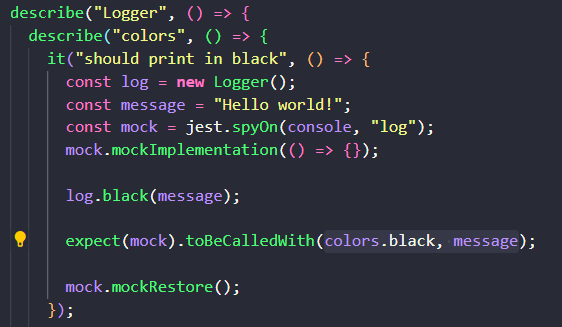 describe("Logger", () => {
  describe("colors", () => {
    it("should print in black", () => {
      const log = new Logger();
      const message = "Hello world!";
      const mock = jest.spyOn(console, "log");
      mock.mockImplementation(() => {});

      log.black(message);

      expect(mock).toBeCalledWith(colors.black, message);

      mock.mockRestore();
    });